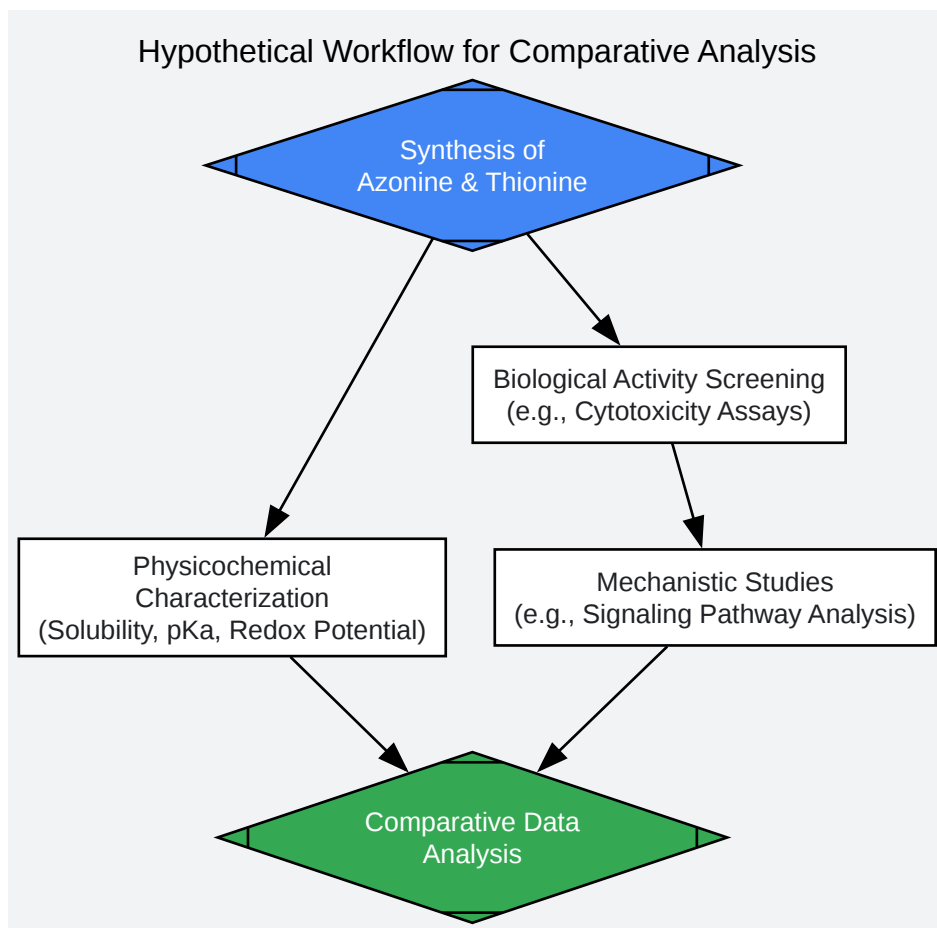 Hypothetical Workflow for Comparative Analysis
Synthesis of
Azonine & Thionine
Biological Activity Screening
(e.g., Cytotoxicity Assays)
Physicochemical
Characterization
(Solubility, pKa, Redox Potential)
Mechanistic Studies
(e.g., Signaling Pathway Analysis)
Comparative Data
Analysis